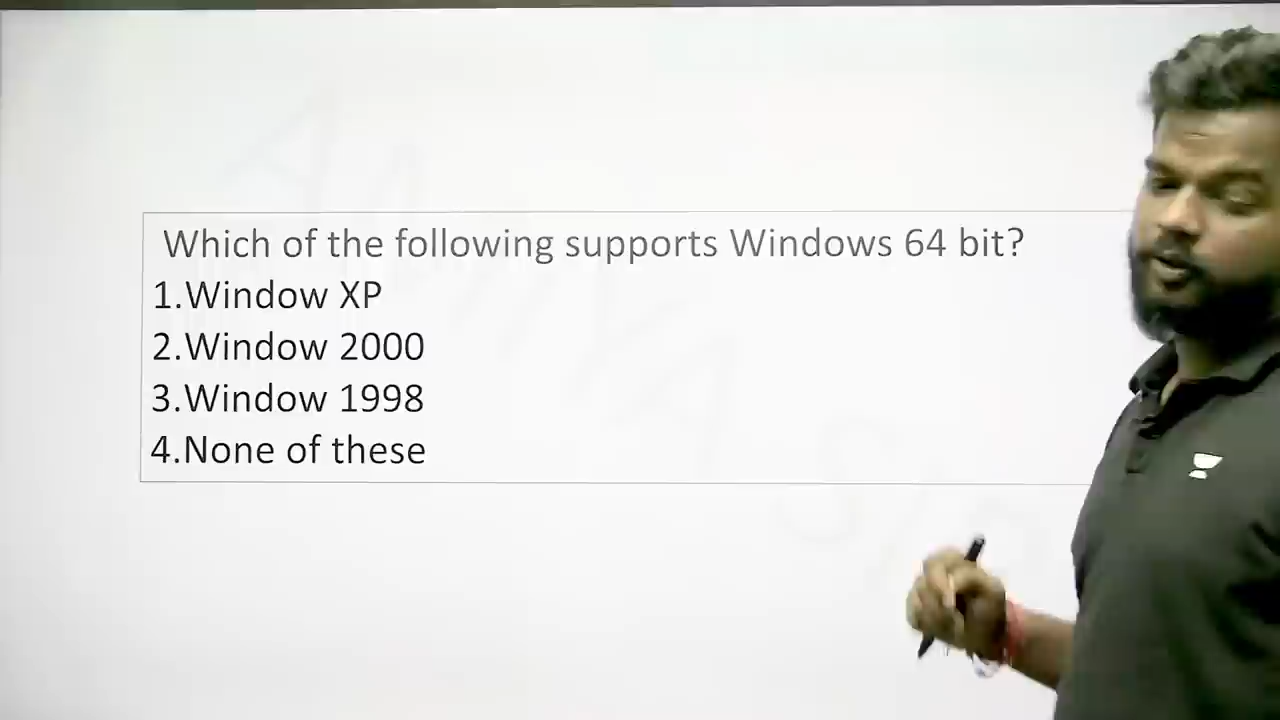 Which of the following supports Windows 64 bit?
1.Window XP
2.Window 2000
3.Window 1998
4.None of these